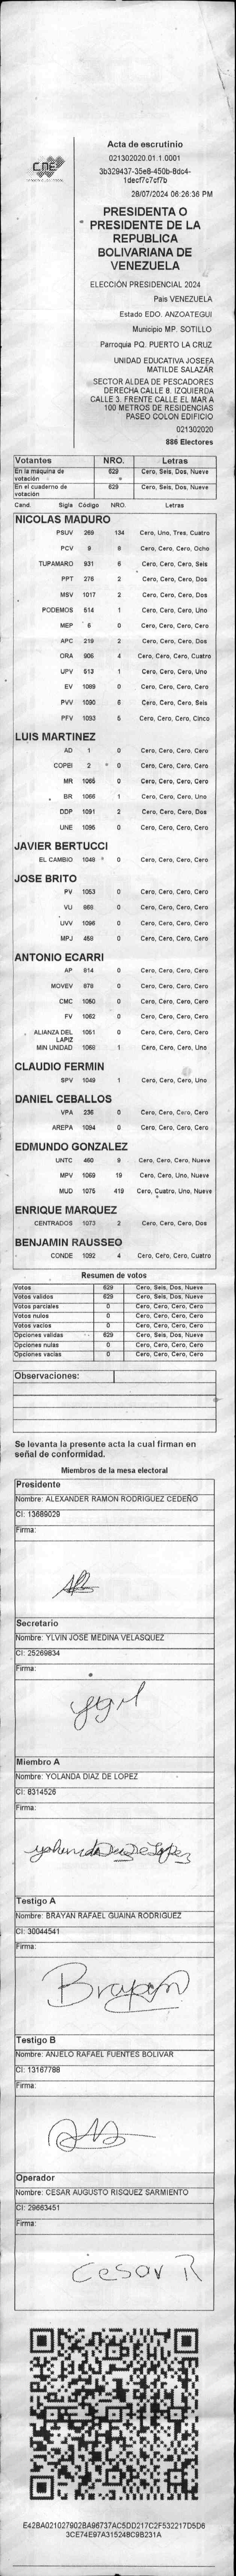 CNE
Acta de escrutinio
021302020.01.1.0001
3b329437-35e8-450b-8dc4-
1decf7c7cf7b
28/07/2024 06:26:36 PM
PRESIDENTA O
PRESIDENTE DE LA
REPUBLICA
BOLIVARIANA DE
VENEZUELA
ELECCIÓN PRESIDENCIAL 2024
Pais VENEZUELA
Estado EDO. ANZOATEGUI
Municipio MP. SOTILLO
Parroquia PQ. PUERTO LA CRUZ
UNIDAD EDUCATIVA JOSEFA
MATILDE SALAZAR
SECTOR ALDEA DE PESCADORES
DERECHA CALLE 8. IZQUIERDA
CALLE 3. FRENTE CALLE EL MAR A
100 METROS DE RESIDENCIAS
PASEO COLON EDIFICIO
021302020
886 Electores
Votantes NRO. Letras
En la máquina de votación 629 Cero, Seis, Dos, Nueve
En el cuaderno de votación 629 Cero, Seis, Dos, Nueve
Cand. Sigla Código NRO. Letras
NICOLAS MADURO
PSUV 269 134 Cero, Uno, Tres, Cuatro
PCV 9 8 Cero, Cero, Cero, Ocho
TUPAMARO 931 6 Cero, Cero, Cero, Seis
PPT 276 2 Cero, Cero, Cero, Dos
MSV 1017 2 Cero, Cero, Cero, Dos
PODEMOS 514 1 Cero, Cero, Cero, Uno
MEP 6 0 Cero, Cero, Cero, Cero
APC 219 2 Cero, Cero, Cero, Dos
ORA 906 4 Cero, Cero, Cero, Cuatro
UPV 513 1 Cero, Cero, Cero, Uno
EV 1089 0 Cero, Cero, Cero, Cero
PVV 1090 6 Cero, Cero, Cero, Seis
PFV 1093 5 Cero, Cero, Cero, Cinco
LUIS MARTINEZ
AD 1 0 Cero, Cero, Cero, Cero
COPEI 2 0 Cero, Cero, Cero, Cero
MR 1065 0 Cero, Cero, Cero, Cero
BR 1066 1 Cero, Cero, Cero, Uno
DDP 1091 2 Cero, Cero, Cero, Dos
UNE 1095 0 Cero, Cero, Cero, Cero
JAVIER BERTUCCI
EL CAMBIO 1048 0 Cero, Cero, Cero, Cero
JOSE BRITO
PV 1053 0 Cero, Cero, Cero, Cero
VU 868 0 Cero, Cero, Cero, Cero
UVV 1096 0 Cero, Cero, Cero, Cero
MPJ 458 0 Cero, Cero, Cero, Cero
ANTONIO ECARRI
AP 814 0 Cero, Cero, Cero, Cero
MOVEV 978 0 Cero, Cero, Cero, Cero
CMC 1050 0 Cero, Cero, Cero, Cero
FV 1062 0 Cero, Cero, Cero, Cero
ALIANZA DEL LAPIZ 1051 0 Cero, Cero, Cero, Cero
MIN UNIDAD 1068 1 Cero, Cero, Cero, Uno
CLAUDIO FERMIN
SPV 1049 1 Cero, Cero, Cero, Uno
DANIEL CEBALLOS
VPA 236 0 Cero, Cero, Cero, Cero
AREPA 1094 0 Cero, Cero, Cero, Cero
EDMUNDO GONZALEZ
UNTC 460 9 Cero, Cero, Cero, Nueve
MPV 1069 19 Cero, Cero, Uno, Nueve
MUD 1075 419 Cero, Cuatro, Uno, Nueve
ENRIQUE MARQUEZ
CENTRADOS 1073 2 Cero, Cero, Cero, Dos
BENJAMIN RAUSSEO
CONDE 1092 4 Cero, Cero, Cero, Cuatro
Resumen de votos
Votos 629 Cero, Seis, Dos, Nueve
Votos validos 629 Cero, Seis, Dos, Nueve
Votos parciales 0 Cero, Cero, Cero, Cero
Votos nulos 0 Cero, Cero, Cero, Cero
Votos vacios 0 Cero, Cero, Cero, Cero
Opciones validas 629 Cero, Seis, Dos, Nueve
Opciones nulas 0 Cero, Cero, Cero, Cero
Opciones vacias 0 Cero, Cero, Cero, Cero
Observaciones:
Se levanta la presente acta la cual firman en
señal de conformidad.
Miembros de la mesa electoral
Presidente
Nombre: ALEXANDER RAMON RODRIGUEZ CEDEÑO
CI: 13689029
Firma:
Secretario
Nombre: YLVIN JOSE MEDINA VELASQUEZ
CI: 25269834
Firma:
Miembro A
Nombre: YOLANDA DIAZ DE LOPEZ
CI: 8314526
Firma:
Yolanda Diaz De Lopez
Testigo A
Nombre: BRAYAN RAFAEL GUAINA RODRIGUEZ
CI: 30044541
Firma:
Brayan
Testigo B
Nombre: ANJELO RAFAEL FUENTES BOLIVAR
CI: 13167788
Firma:
Operador
Nombre: CESAR AUGUSTO RISQUEZ SARMIENTO
CI: 29663451
Firma:
Cesar R
E42BA021027902BA96737AC5DD217C2F532217D5D6
3CE74E97A315248C9B231A